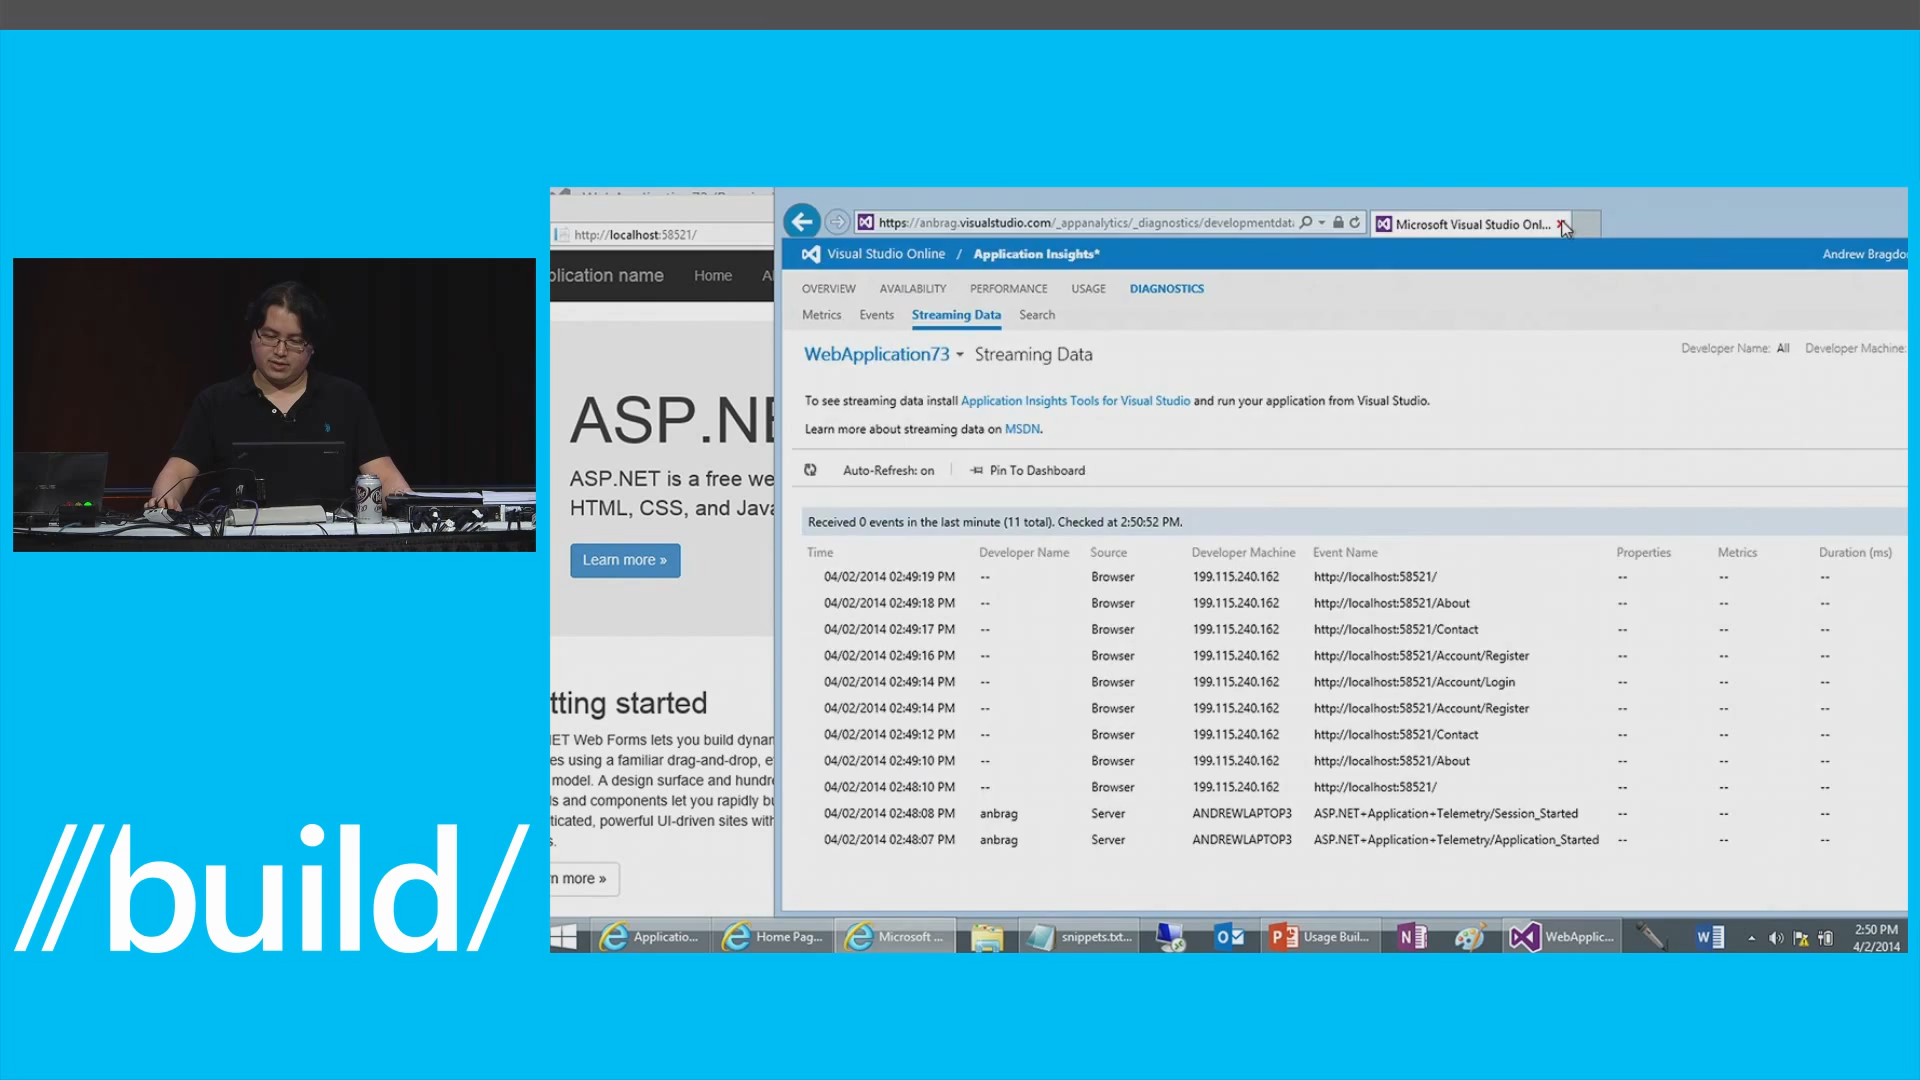 http://localhost:58521/
plication name Home A
ASP.NE
ASP.NET is a free we
HTML, CSS, and Java
Learn more »
tting started
ET Web Forms lets you build dynam
es using a familiar drag-and-drop, e
model. A design surface and hundre
ls and components let you rapidly bu
ticated, powerful UI-driven sites with
s.
n more »
https://anbrag.visualstudio.com/_appanalytics/_diagnostics/developmentdat
Microsoft Visual Studio Onl...
Visual Studio Online / Application Insights*
Andrew Bragdo
OVERVIEW AVAILABILITY PERFORMANCE USAGE DIAGNOSTICS
Metrics Events Streaming Data Search
WebApplication73 Streaming Data
Developer Name: All Developer Machine:
To see streaming data install Application Insights Tools for Visual Studio and run your application from Visual Studio.
Learn more about streaming data on MSDN.
Auto-Refresh: on Pin To Dashboard
Received 0 events in the last minute (11 total). Checked at 2:50:52 PM.
Time Developer Name Source Developer Machine Event Name Properties Metrics Duration (ms)
04/02/2014 02:49:19 PM -- Browser 199.115.240.162 http://localhost:58521/ -- -- --
04/02/2014 02:49:18 PM -- Browser 199.115.240.162 http://localhost:58521/About -- -- --
04/02/2014 02:49:17 PM -- Browser 199.115.240.162 http://localhost:58521/Contact -- -- --
04/02/2014 02:49:16 PM -- Browser 199.115.240.162 http://localhost:58521/Account/Register -- -- --
04/02/2014 02:49:14 PM -- Browser 199.115.240.162 http://localhost:58521/Account/Login -- -- --
04/02/2014 02:49:14 PM -- Browser 199.115.240.162 http://localhost:58521/Account/Register -- -- --
04/02/2014 02:49:12 PM -- Browser 199.115.240.162 http://localhost:58521/Contact -- -- --
04/02/2014 02:49:10 PM -- Browser 199.115.240.162 http://localhost:58521/About -- -- --
04/02/2014 02:48:10 PM -- Browser 199.115.240.162 http://localhost:58521/ -- -- --
04/02/2014 02:48:08 PM anbrag Server ANDREWLAPTOP3 ASP.NET+Application+Telemetry/Session_Started -- -- --
04/02/2014 02:48:07 PM anbrag Server ANDREWLAPTOP3 ASP.NET+Application+Telemetry/Application_Started -- -- --
Applicatio... Home Pag... Microsoft ... snippets.txt... Usage Buil... WebApplic...
2:50 PM
4/2/2014
//build/